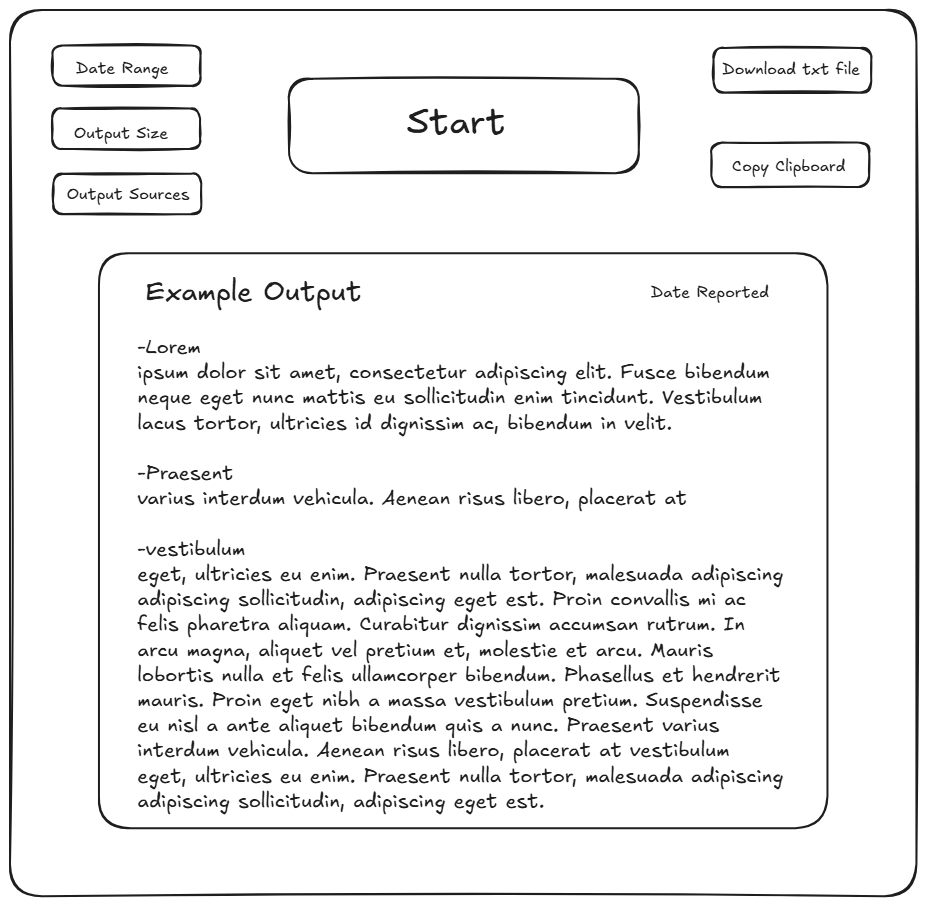 Date Range
Output Size
Output Sources
Start
Download txt file
Copy Clipboard
Example Output
Date Reported
-Lorem
ipsum dolor sit amet, consectetur adipiscing elit. Fusce bibendum
neque eget nunc mattis eu sollicitudin enim tincidunt. Vestibulum
lacus tortor, ultricies id dignissim ac, bibendum in velit.
-Praesent
varius interdum vehicula. Aenean risus libero, placerat at
-vestibulum
eget, ultricies eu enim. Praesent nulla tortor, malesuada adipiscing
adipiscing sollicitudin, adipiscing eget est. Proin convallis mi ac
felis pharetra aliquam. Curabitur dignissim accumsan rutrum. In
arcu magna, aliquet vel pretium et, molestie et arcu. Mauris
lobortis nulla et felis ullamcorper bibendum. Phasellus et hendrerit
mauris. Proin eget nibh a massa vestibulum pretium. Suspendisse
eu nisl a ante aliquet bibendum quis a nunc. Praesent varius
interdum vehicula. Aenean risus libero, placerat at vestibulum
eget, ultricies eu enim. Praesent nulla tortor, malesuada adipiscing
adipiscing sollicitudin, adipiscing eget est.